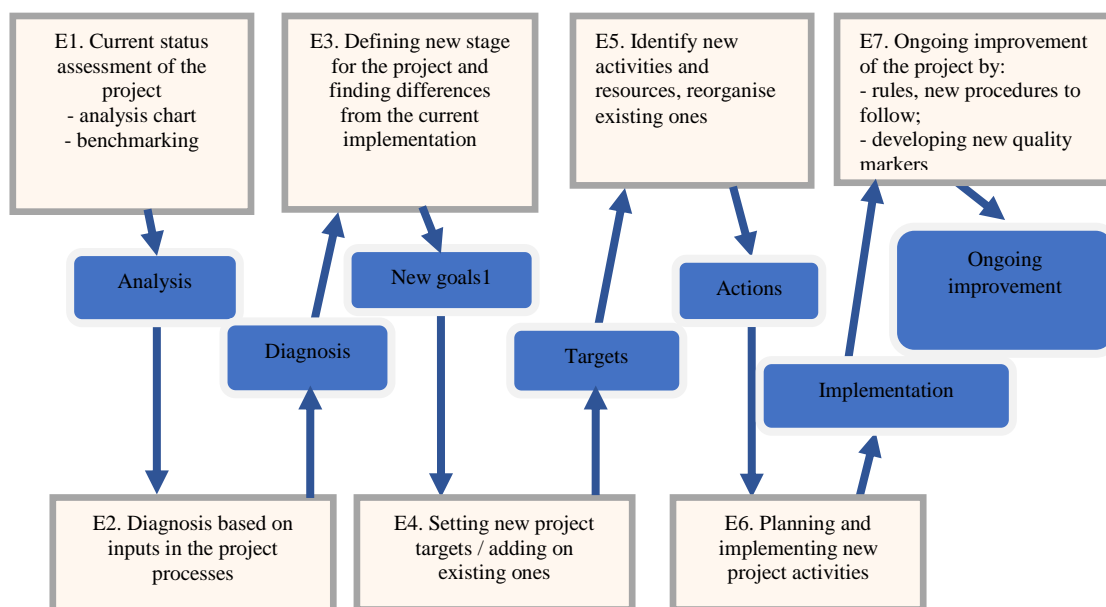 E1. Current status
assessment of the
project
- analysis chart
- benchmarking
E3. Defining new stage
for the project and
finding differences
from the current
implementation
E5. Identify new
activities and
resources, reorganise
existing ones
E7. Ongoing improvement
of the project by:
- rules, new procedures to
follow;
- developing new quality
markers
Analysis
Diagnosis
New goals1
Targets
Actions
Implementation
Ongoing
improvement
E2. Diagnosis based on
inputs in the project
processes
E4. Setting new project
targets / adding on
existing ones
E6. Planning and
implementing new
project activities